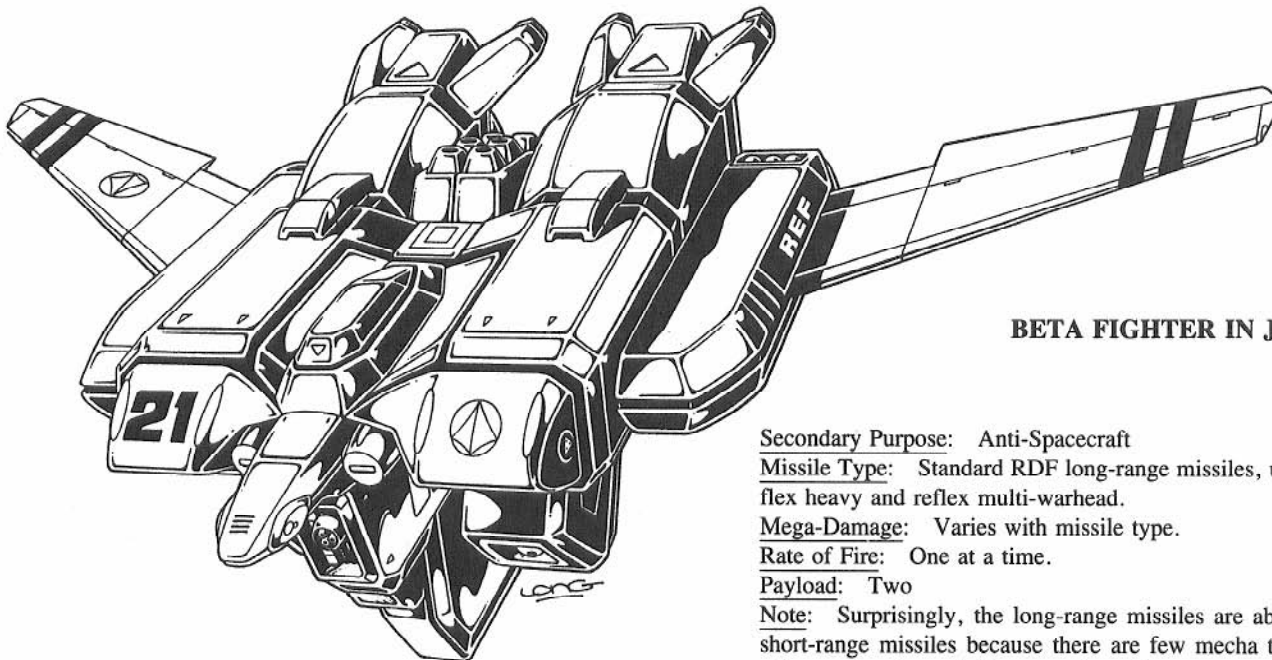 REF
21
BETA FIGHTER IN
Secondary Purpose: Anti-Spacecraft
Missile Type: Standard RDF long-range missiles,
flex heavy and reflex multi-warhead.
Mega-Damage: Varies with missile type.
Rate of Fire: One at a time.
Payload: Two
LONG
Note: Surprisingly, the long-range missiles are
short-range missiles because there are few mecha